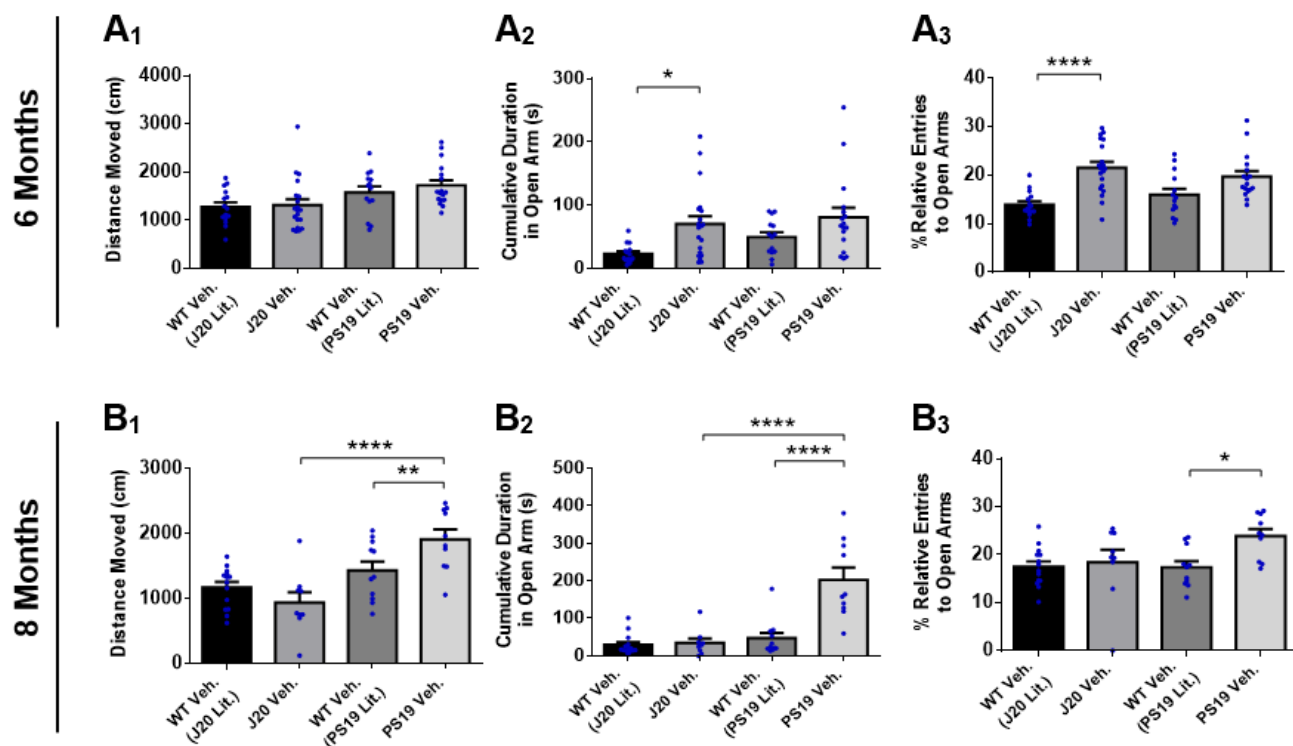 6 Months
A1
Distance Moved (cm)
4000
3000
2000
1000
0
WT Veh.
(J20 Lit.)
J20 Veh.
WT Veh.
(PS19 Lit.)
PS19 Veh.
A2
Cumulative Duration
in Open Arm (s)
300
200
100
0
*
WT Veh.
(J20 Lit.)
J20 Veh.
WT Veh.
(PS19 Lit.)
PS19 Veh.
A3
% Relative Entries
to Open Arms
40
30
20
10
0
****
WT Veh.
(J20 Lit.)
J20 Veh.
WT Veh.
(PS19 Lit.)
PS19 Veh.
8 Months
B1
Distance Moved (cm)
3000
2000
1000
0
****
**
WT Veh.
(J20 Lit.)
J20 Veh.
WT Veh.
(PS19 Lit.)
PS19 Veh.
B2
Cumulative Duration
in Open Arm (s)
500
400
300
200
100
0
****
****
WT Veh.
(J20 Lit.)
J20 Veh.
WT Veh.
(PS19 Lit.)
PS19 Veh.
B3
% Relative Entries
to Open Arms
40
30
20
10
0
*
WT Veh.
(J20 Lit.)
J20 Veh.
WT Veh.
(PS19 Lit.)
PS19 Veh.